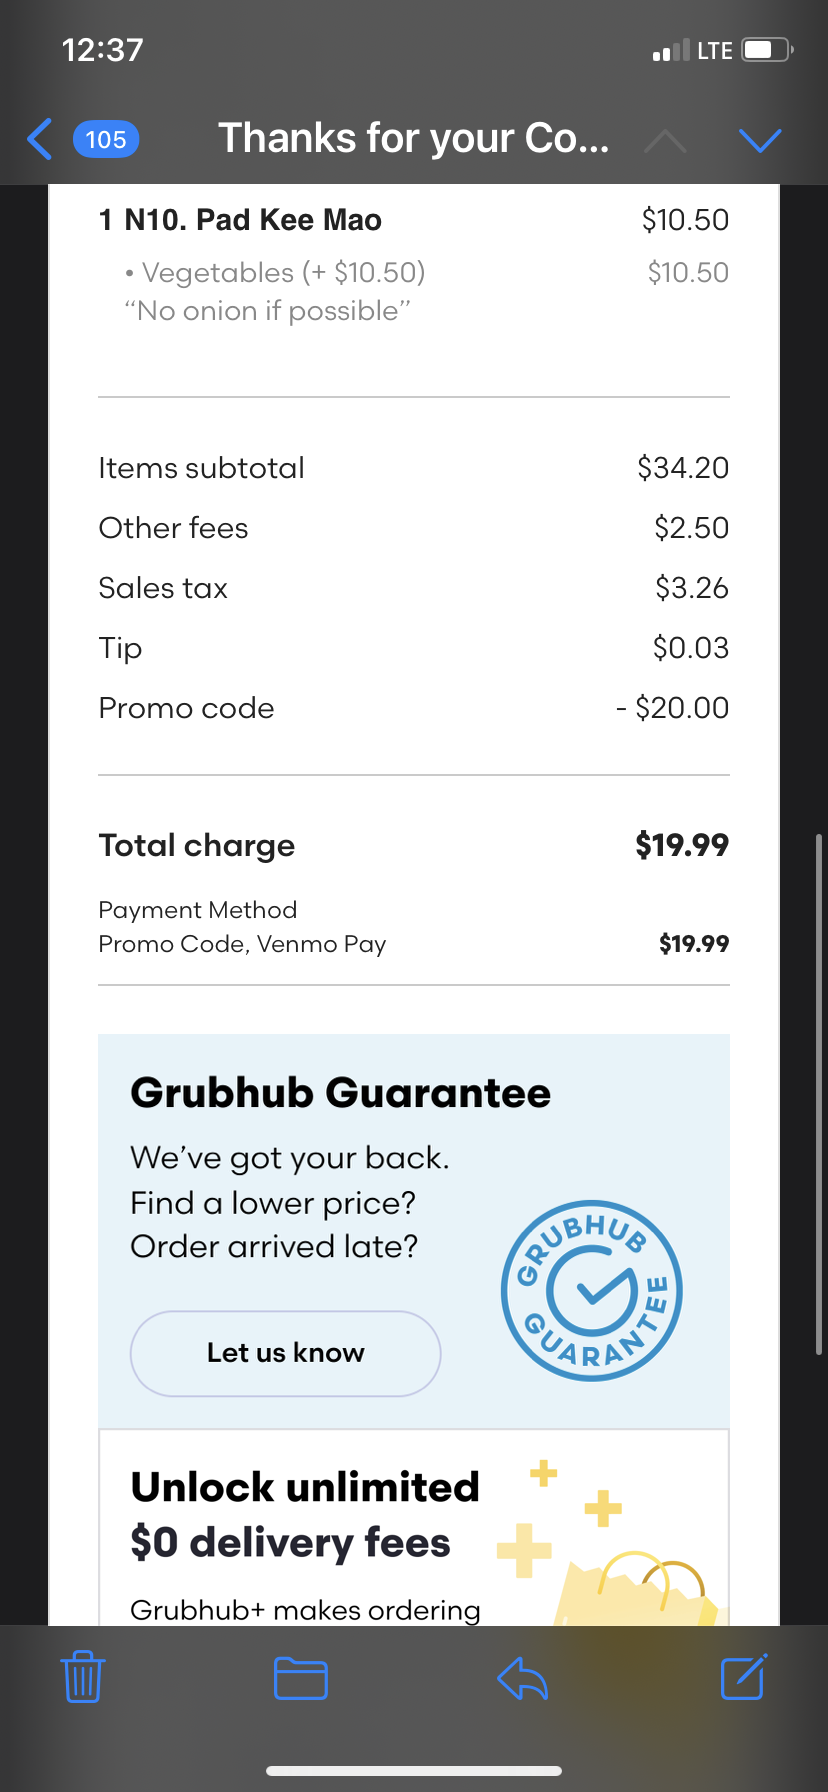 12:37
LTE
105
Thanks for your Co...
1 N10. Pad Kee Mao $10.50
• Vegetables (+ $10.50) $10.50
“No onion if possible”
Items subtotal $34.20
Other fees $2.50
Sales tax $3.26
Tip $0.03
Promo code - $20.00
Total charge $19.99
Payment Method
Promo Code, Venmo Pay $19.99
Grubhub Guarantee
We’ve got your back.
Find a lower price?
Order arrived late?
GRUBHUB
GUARANTEE
Let us know
Unlock unlimited
$0 delivery fees
Grubhub+ makes ordering